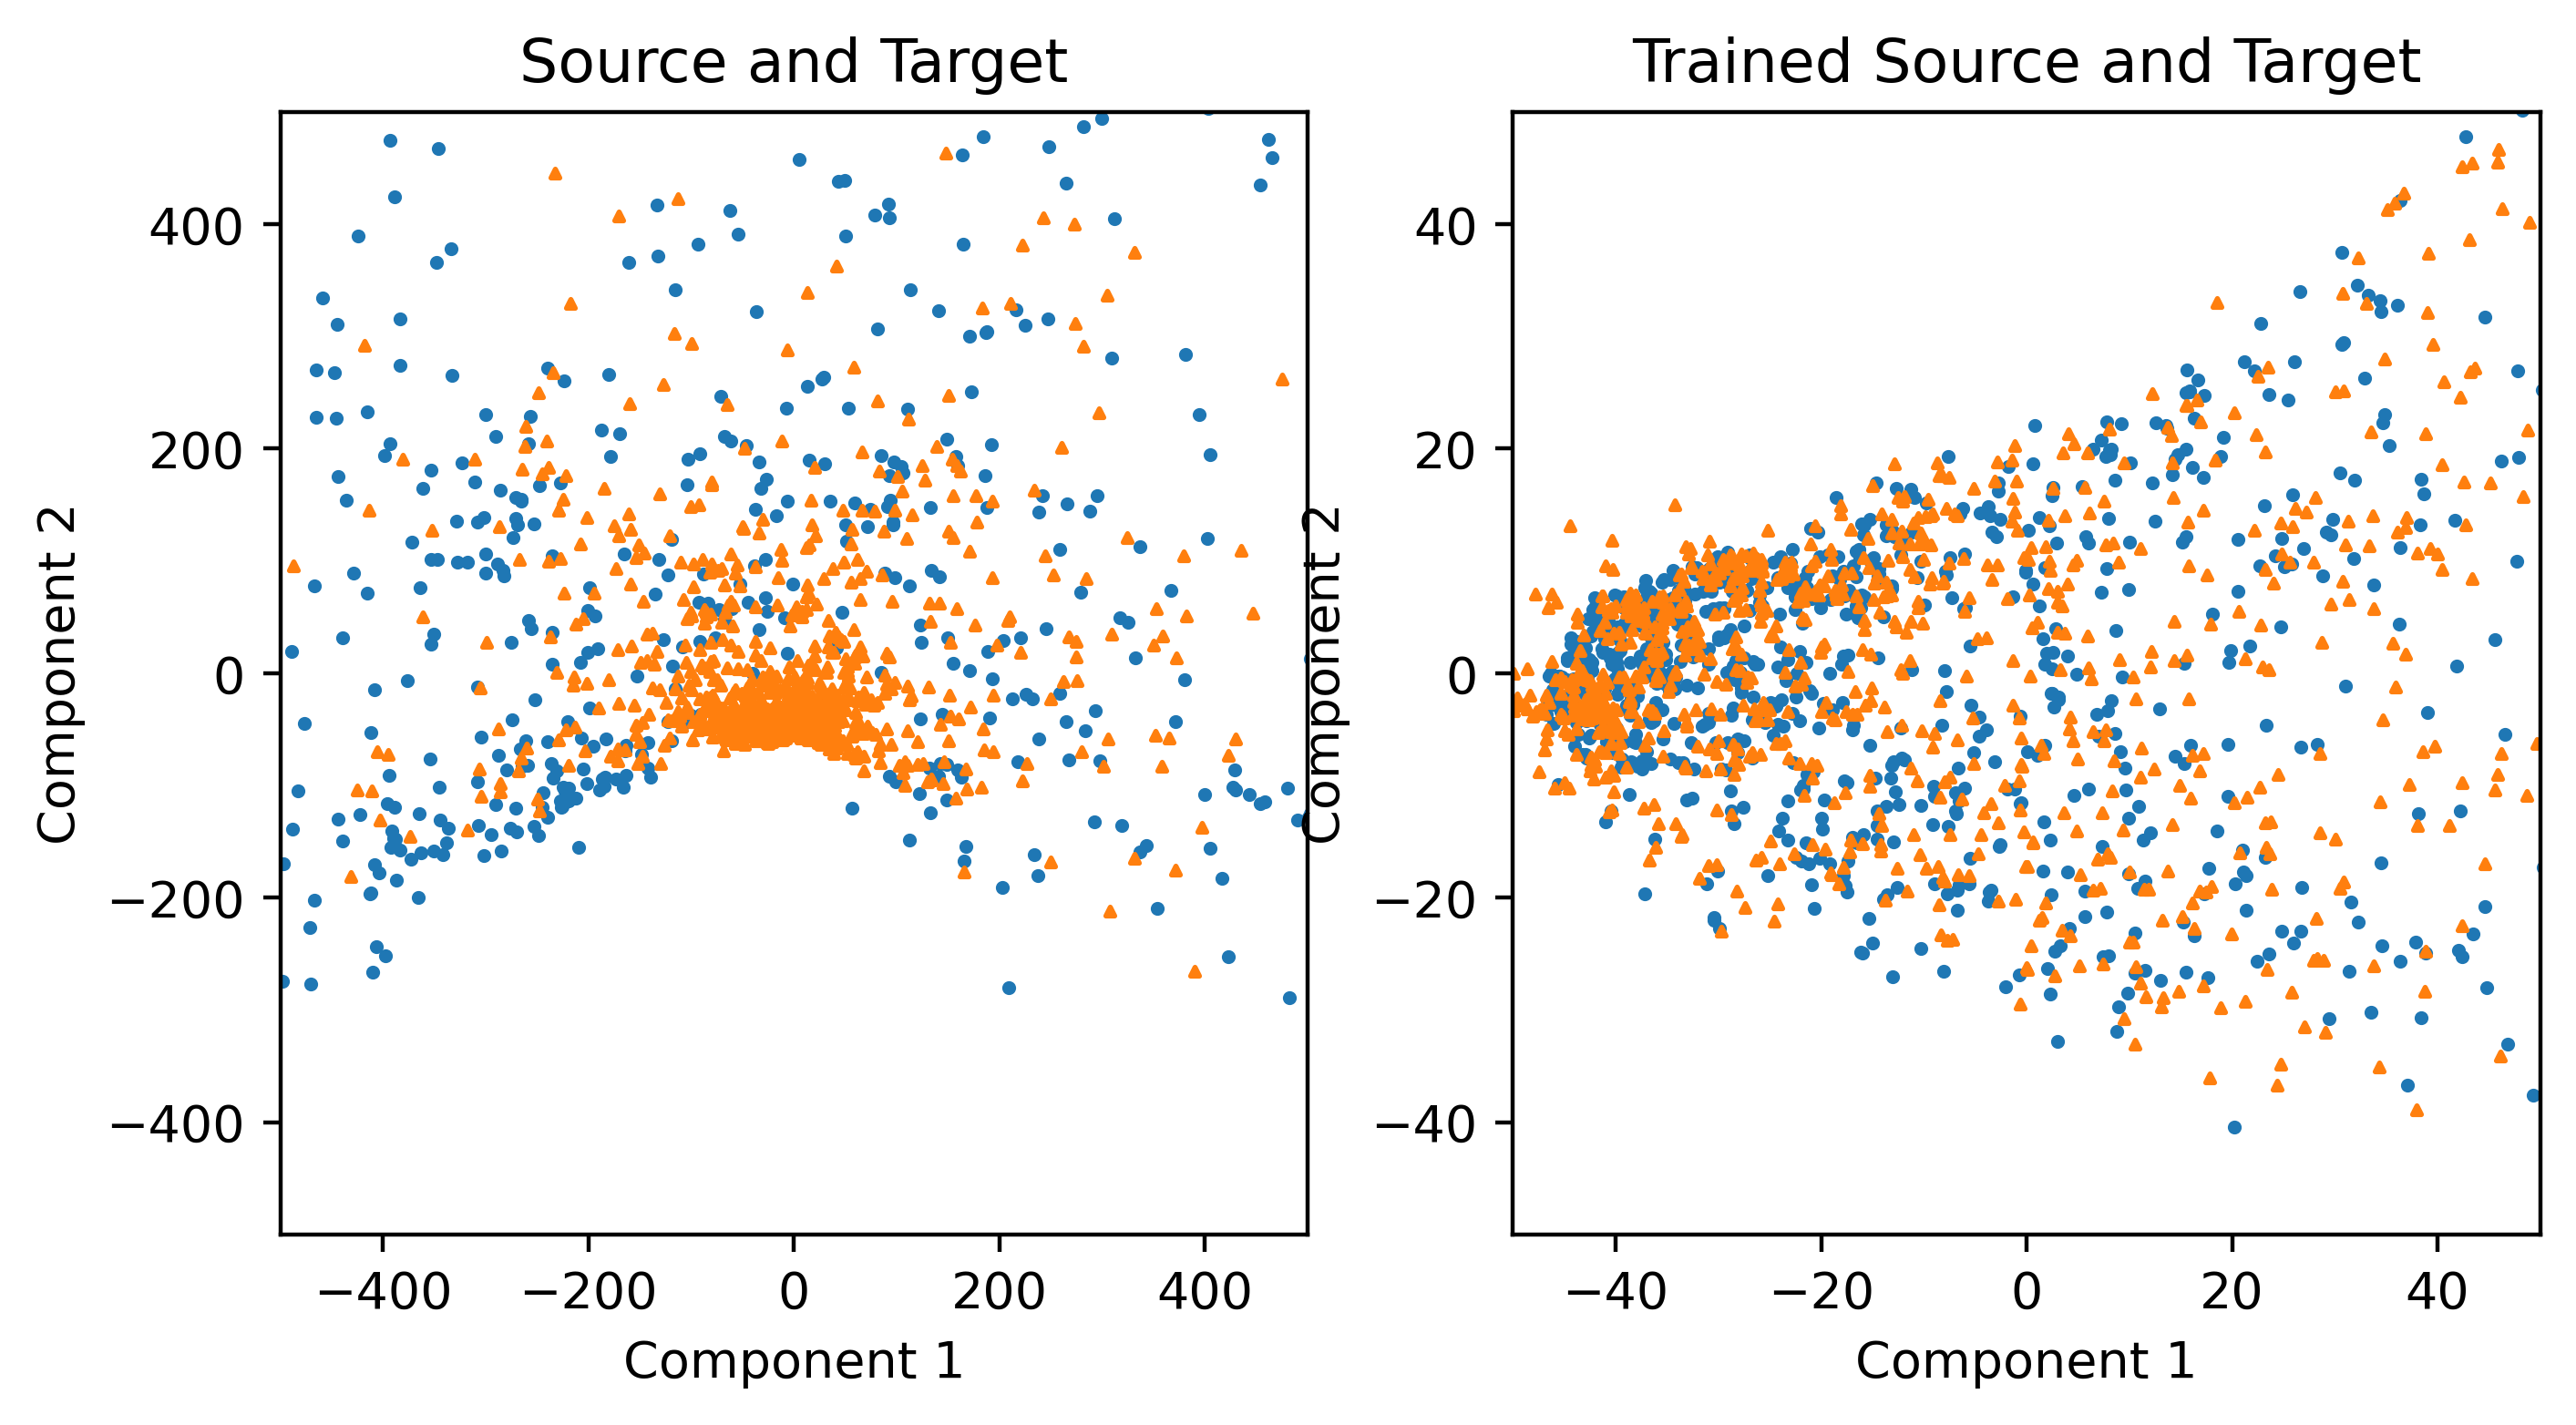 Source and Target
Component 2
400
200
0
−200
−400
−400 −200 0 200 400
Component 1
Trained Source and Target
Component 2
40
20
0
−20
−40
−40 −20 0 20 40
Component 1